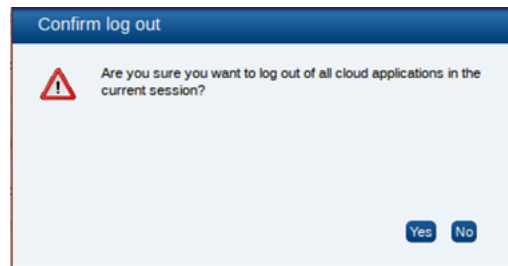 Confirm log out
Are you sure you want to log out of all cloud applications in the
current session?
Yes No